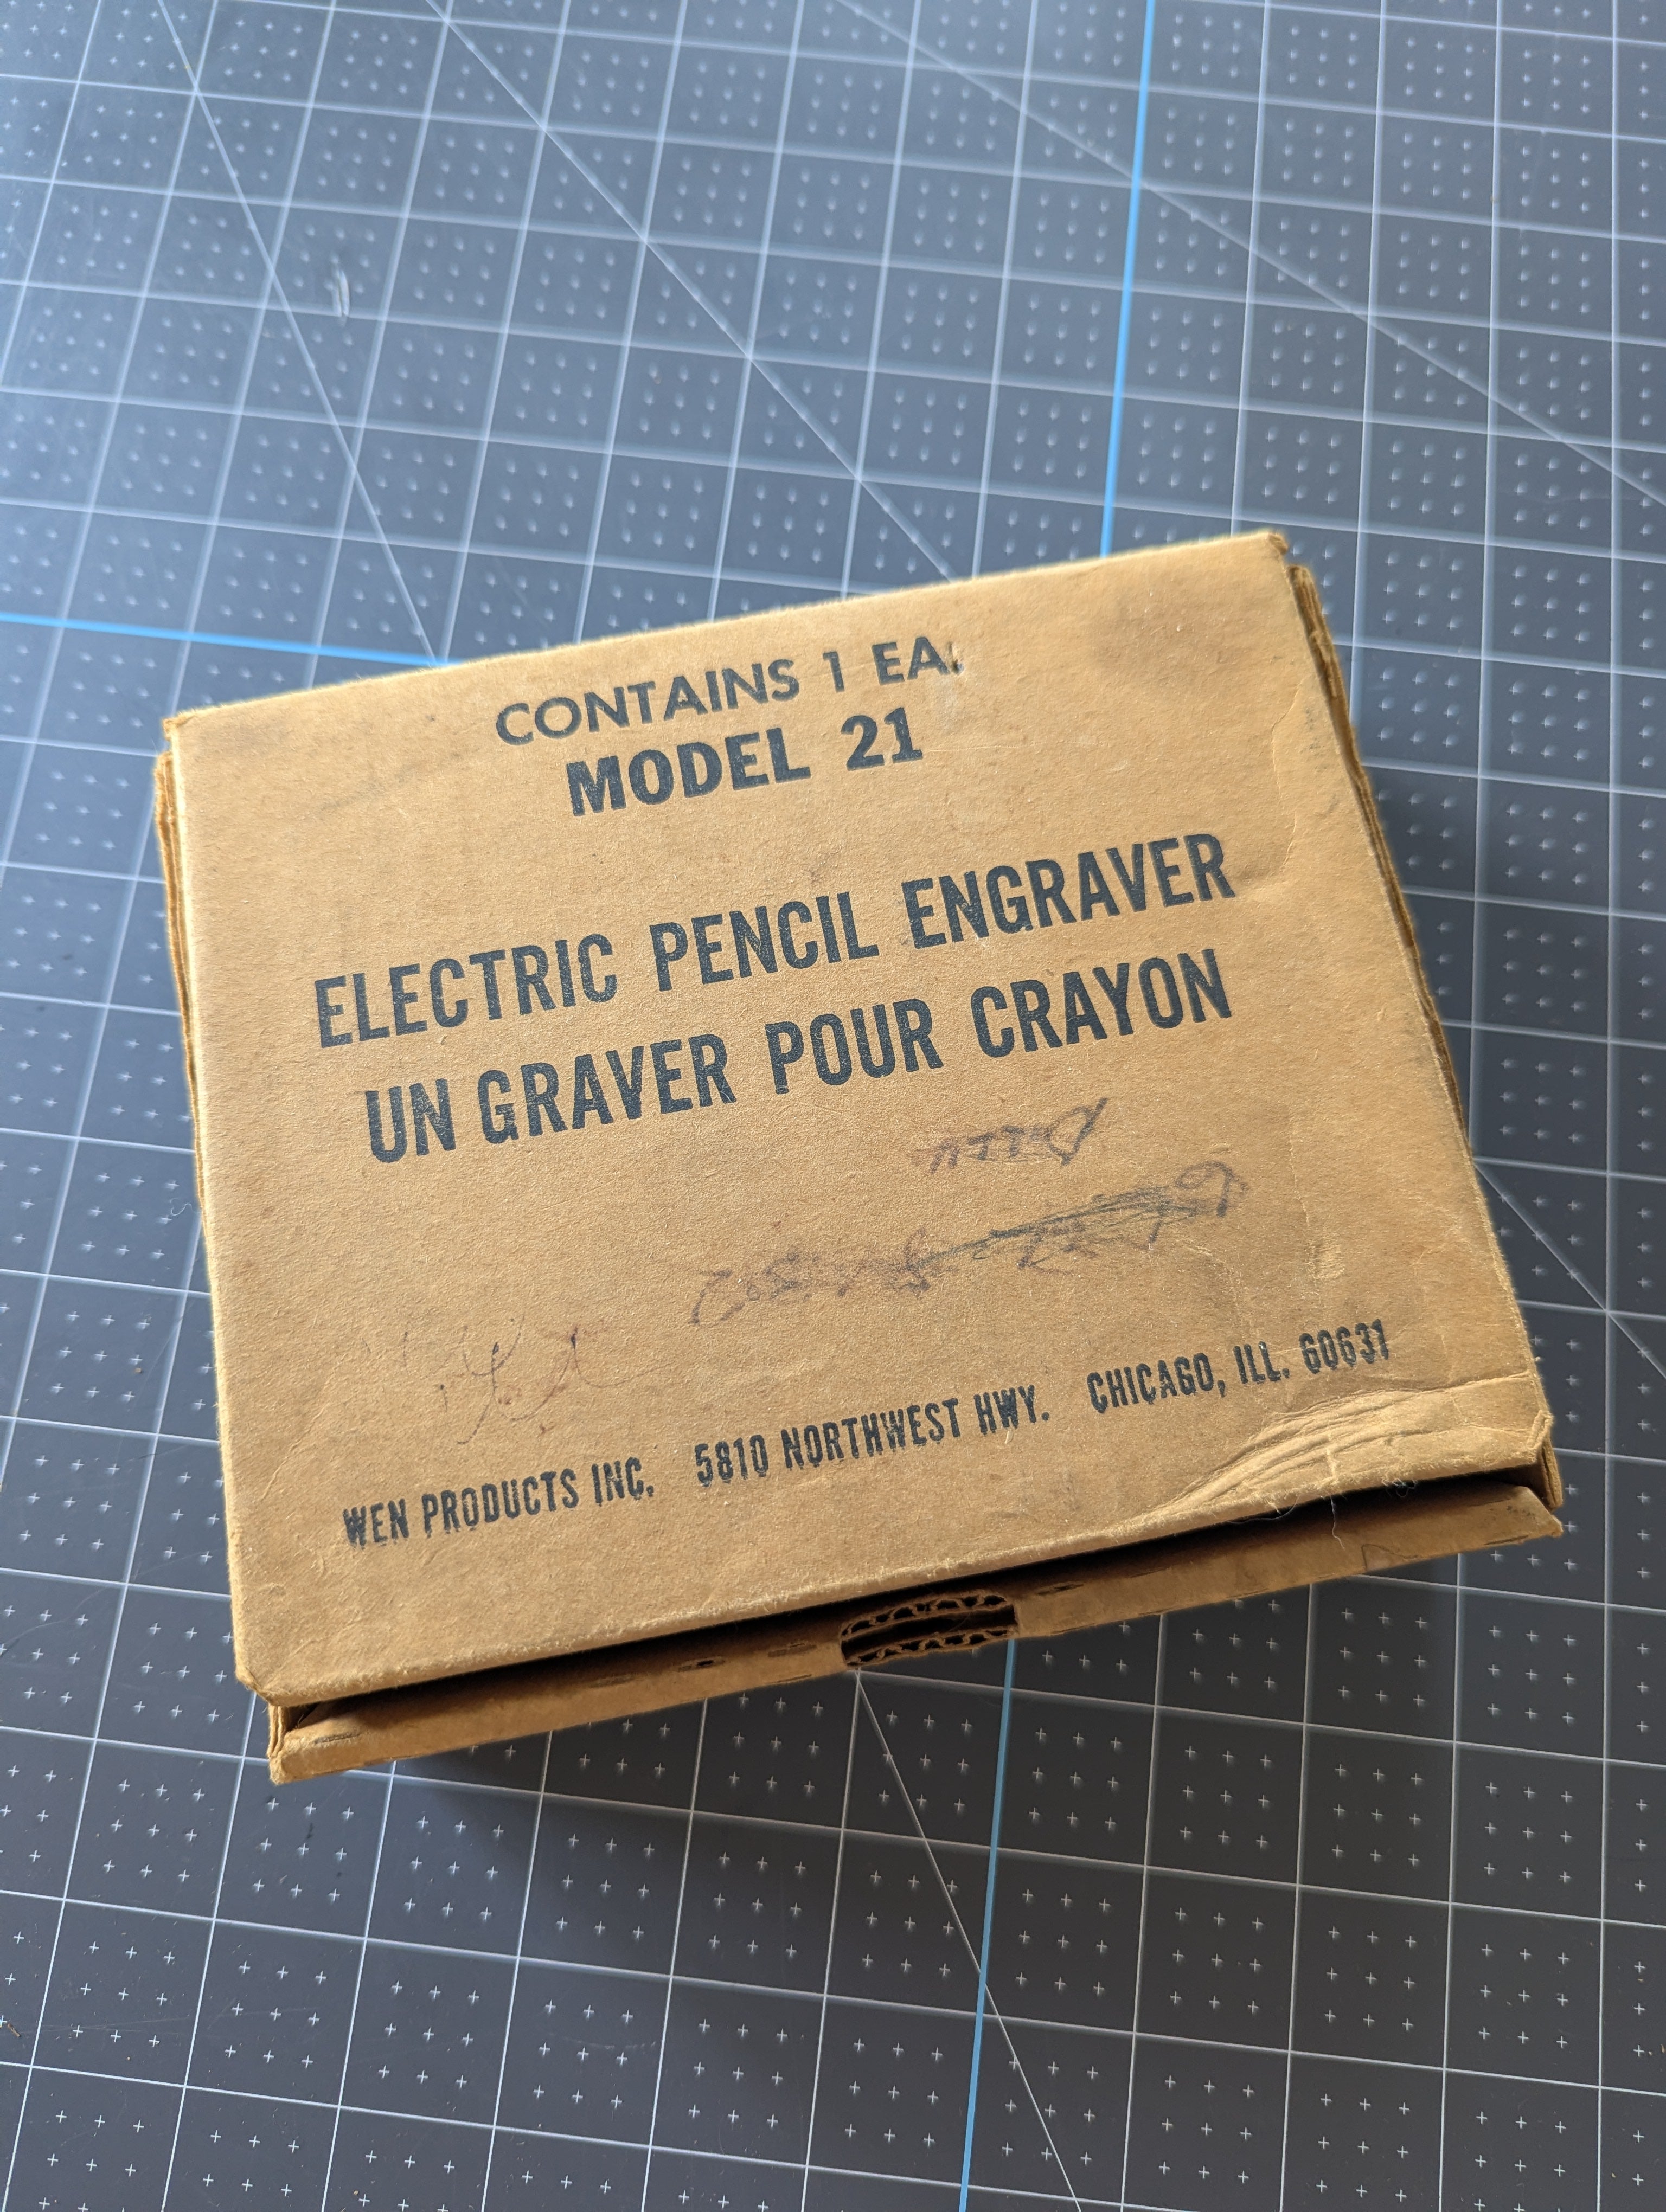 CONTAINS 1 EA.
MODEL 21
ELECTRIC PENCIL ENGRAVER
UN GRAVER POUR CRAYON
WEN PRODUCTS INC. 5810 NORTHWEST HWY. CHICAGO, ILL. 60631